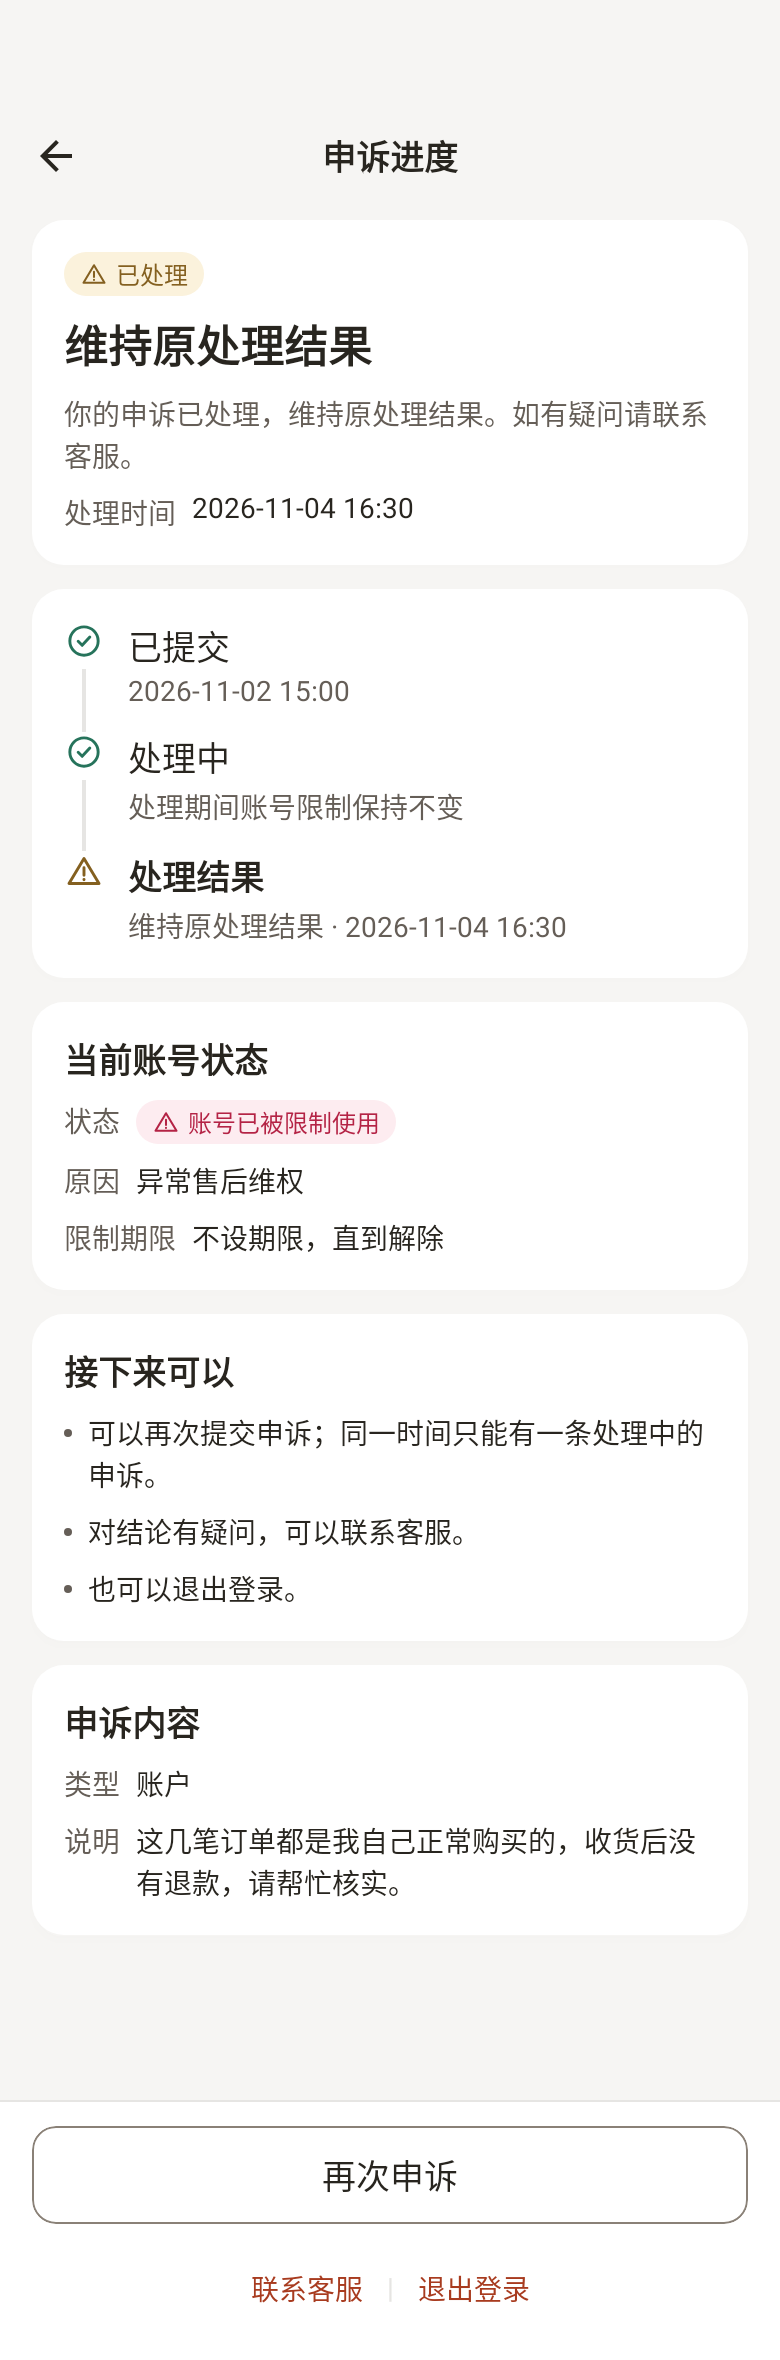 申诉进度
已处理
维持原处理结果
你的申诉已处理，维持原处理结果。如有疑问请联系
客服。
处理时间 2026-11-04 16:30
已提交
2026-11-02 15:00
处理中
处理期间账号限制保持不变
处理结果
维持原处理结果 · 2026-11-04 16:30
当前账号状态
状态 账号已被限制使用
原因 异常售后维权
限制期限 不设期限，直到解除
接下来可以
• 可以再次提交申诉；同一时间只能有一条处理中的
申诉。
• 对结论有疑问，可以联系客服。
• 也可以退出登录。
申诉内容
类型 账户
说明 这几笔订单都是我自己正常购买的，收货后没
有退款，请帮忙核实。
再次申诉
联系客服 | 退出登录